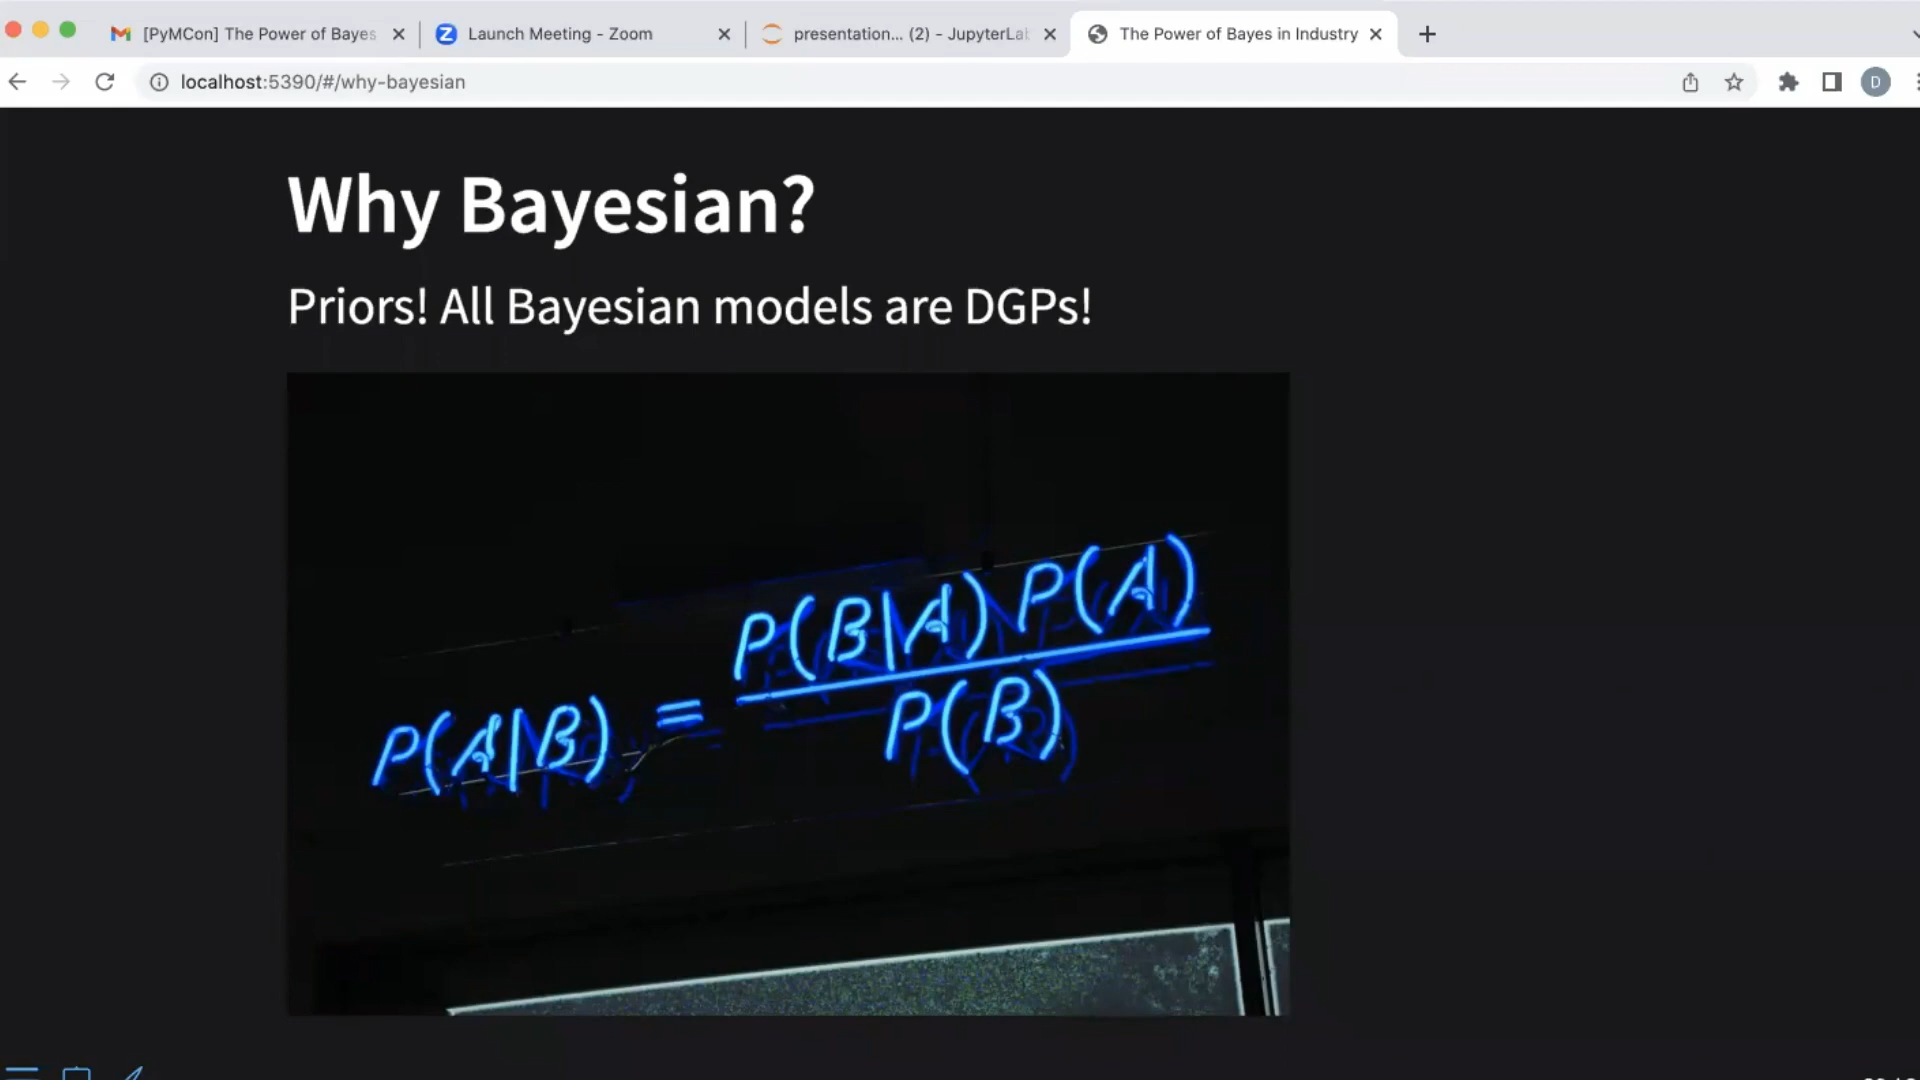 [PyMCon] The Power of Bayes
Launch Meeting - Zoom
presentation... (2) - JupyterLab
The Power of Bayes in Industry
localhost:5390/#/why-bayesian
D
Why Bayesian?
Priors! All Bayesian models are DGPs!
P(A|B) = P(B|A) P(A)
P(B)